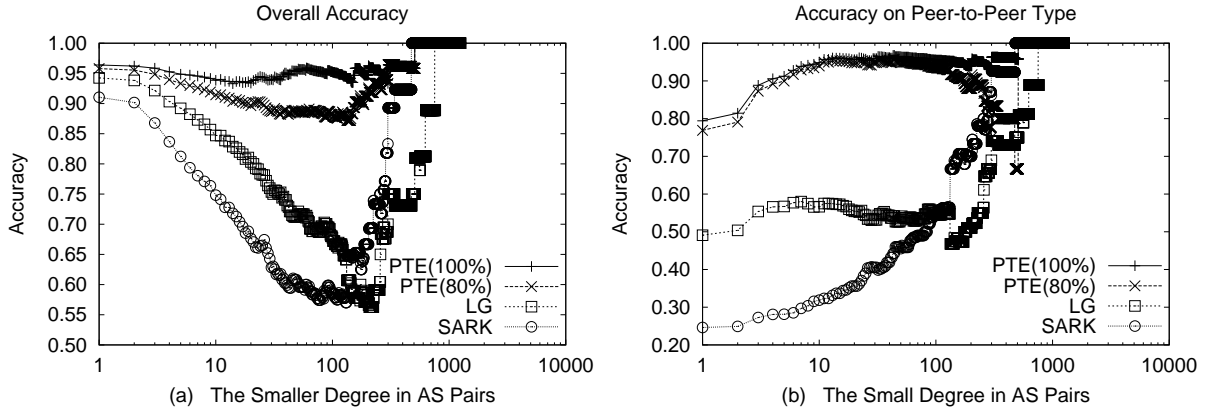 Overall Accuracy
1.00
0.95
0.90
0.85
0.80
0.75
0.70
0.65
0.60
0.55
0.50
Accuracy
PTE(100%)
PTE(80%)
LG
SARK
1 10 100 1000 10000
(a) The Smaller Degree in AS Pairs
Accuracy on Peer-to-Peer Type
1.00
0.90
0.80
0.70
0.60
0.50
0.40
0.30
0.20
Accuracy
PTE(100%)
PTE(80%)
LG
SARK
1 10 100 1000 10000
(b) The Small Degree in AS Pairs